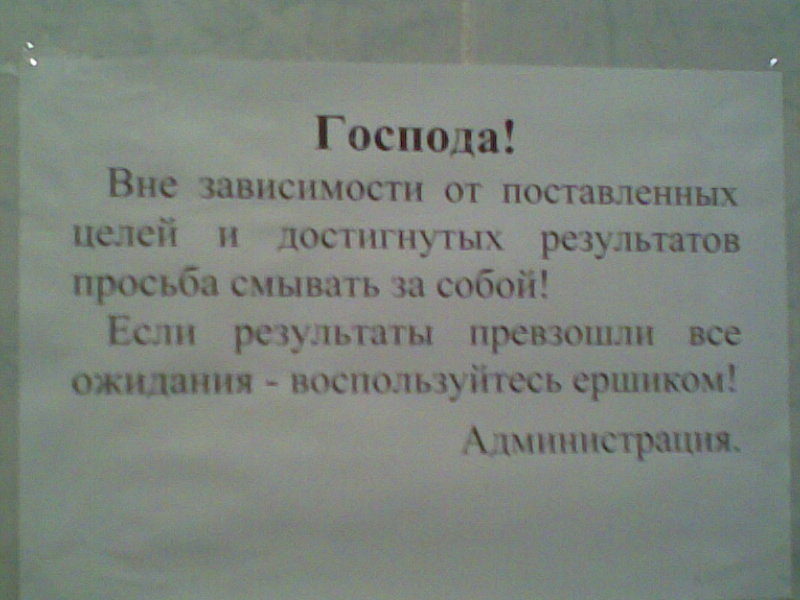 Господа!
Вне зависимости от поставленных
целей и достигнутых результатов
просьба смывать за собой!
Если результаты превзошли все
ожидания - воспользуйтесь ершиком!
Администрация.